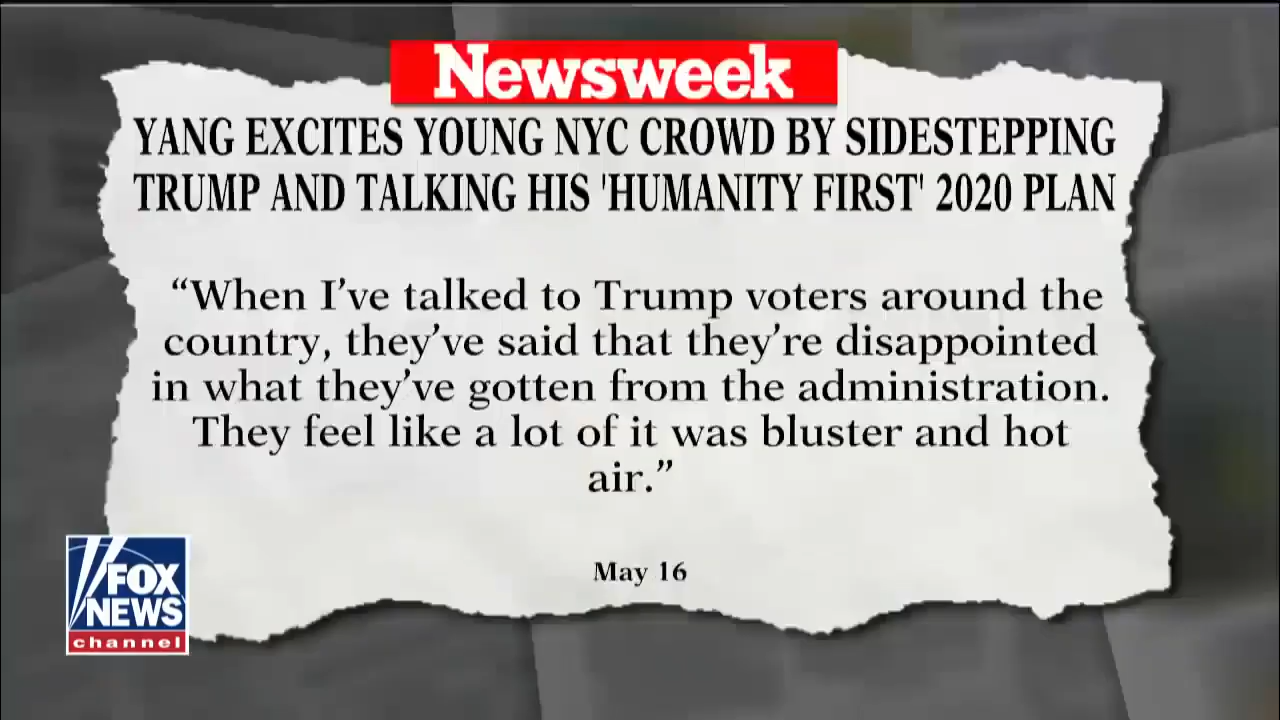 Newsweek
YANG EXCITES YOUNG NYC CROWD BY SIDESTEPPING
TRUMP AND TALKING HIS 'HUMANITY FIRST' 2020 PLAN
“When I’ve talked to Trump voters around the
country, they’ve said that they’re disappointed
in what they’ve gotten from the administration.
They feel like a lot of it was bluster and hot
air.”
May 16
FOX
NEWS
channel